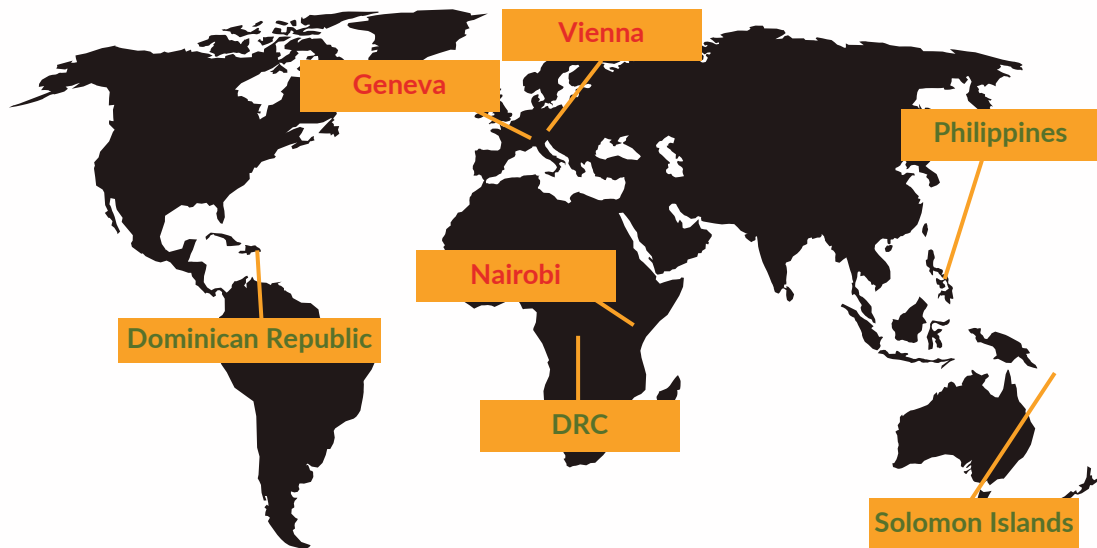 Vienna
Geneva
Philippines
Nairobi
Dominican Republic
DRC
Solomon Islands